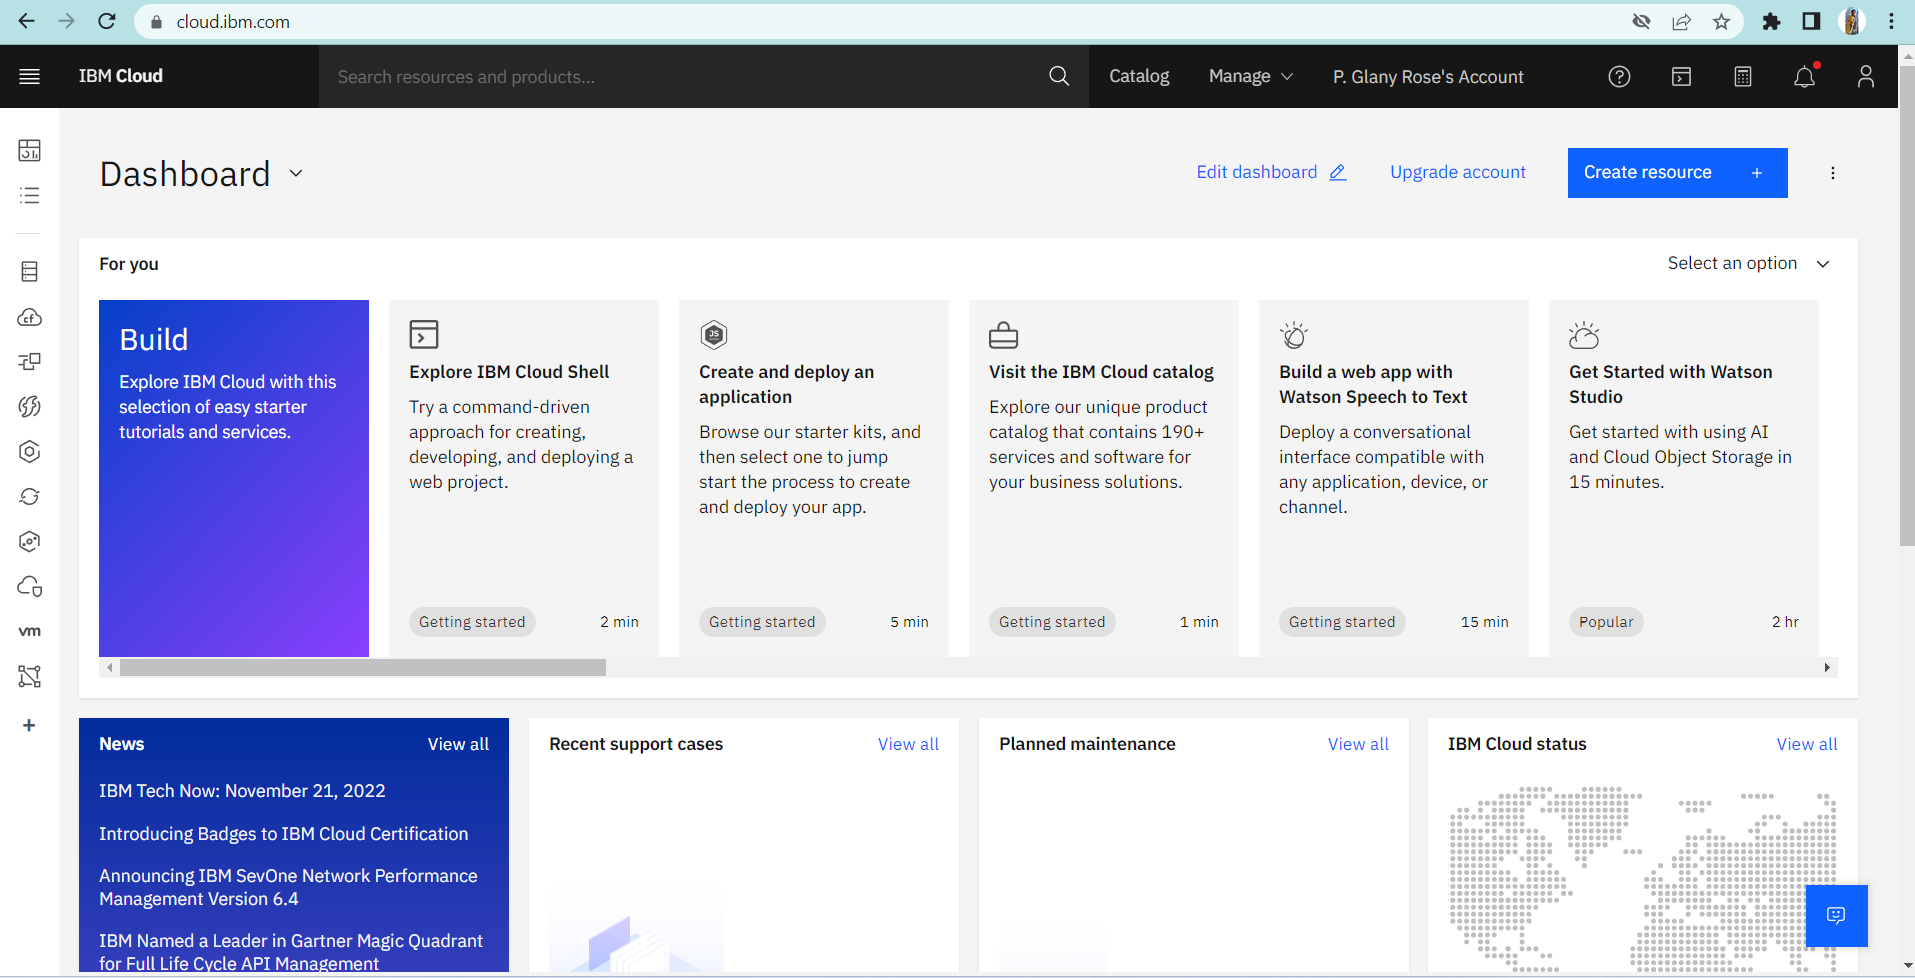 cloud.ibm.com
IBM Cloud
Search resources and products...
Catalog
Manage
P. Glany Rose's Account
Dashboard
Edit dashboard
Upgrade account
Create resource +
For you
Select an option
Build
Explore IBM Cloud with this
selection of easy starter
tutorials and services.
Explore IBM Cloud Shell
Try a command-driven
approach for creating,
developing, and deploying a
web project.
Getting started
2 min
JS
Create and deploy an
application
Browse our starter kits, and
then select one to jump
start the process to create
and deploy your app.
Getting started
5 min
Visit the IBM Cloud catalog
Explore our unique product
catalog that contains 190+
services and software for
your business solutions.
Getting started
1 min
Build a web app with
Watson Speech to Text
Deploy a conversational
interface compatible with
any application, device, or
channel.
Getting started
15 min
Get Started with Watson
Studio
Get started with using AI
and Cloud Object Storage in
15 minutes.
Popular
2 hr
cf
vm
+
News
View all
IBM Tech Now: November 21, 2022
Introducing Badges to IBM Cloud Certification
Announcing IBM SevOne Network Performance
Management Version 6.4
IBM Named a Leader in Gartner Magic Quadrant
for Full Life Cycle API Management
Recent support cases
View all
Planned maintenance
View all
IBM Cloud status
View all